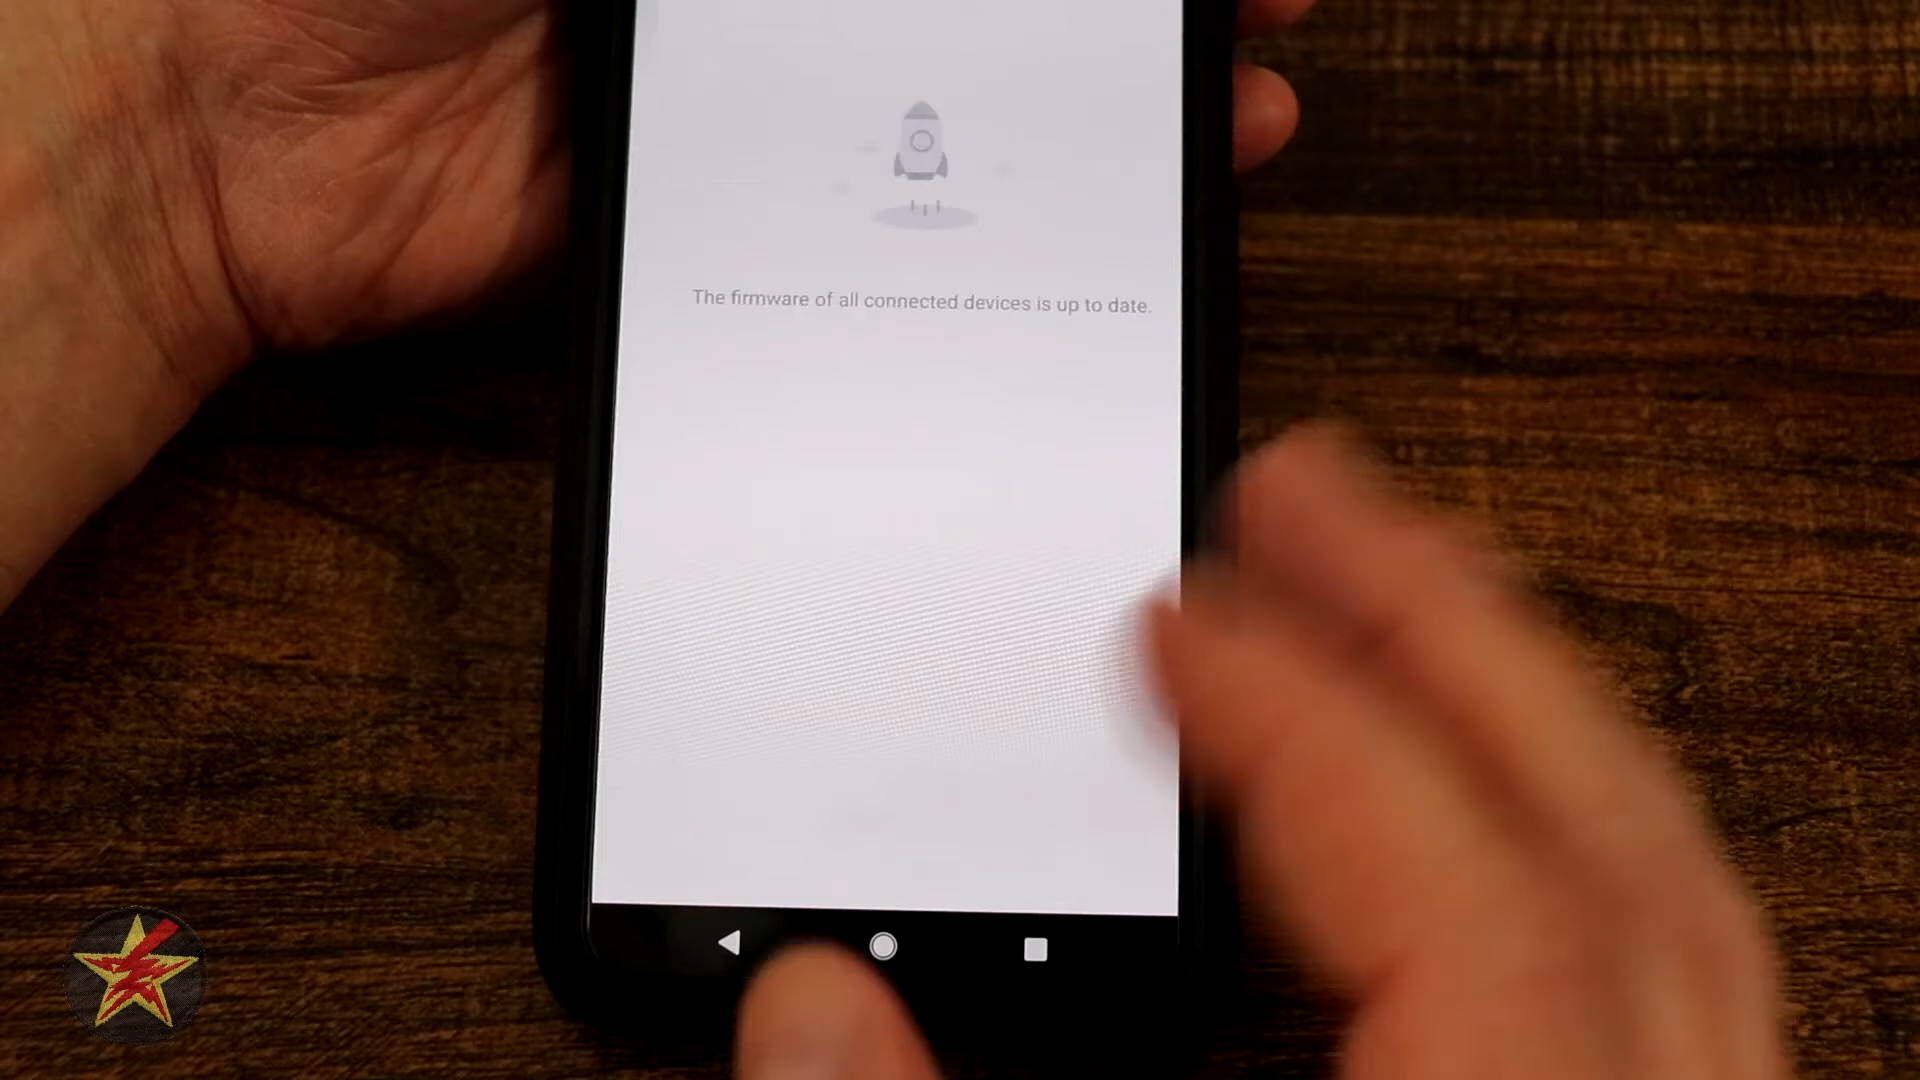 The firmware of all connected devices is up to date.